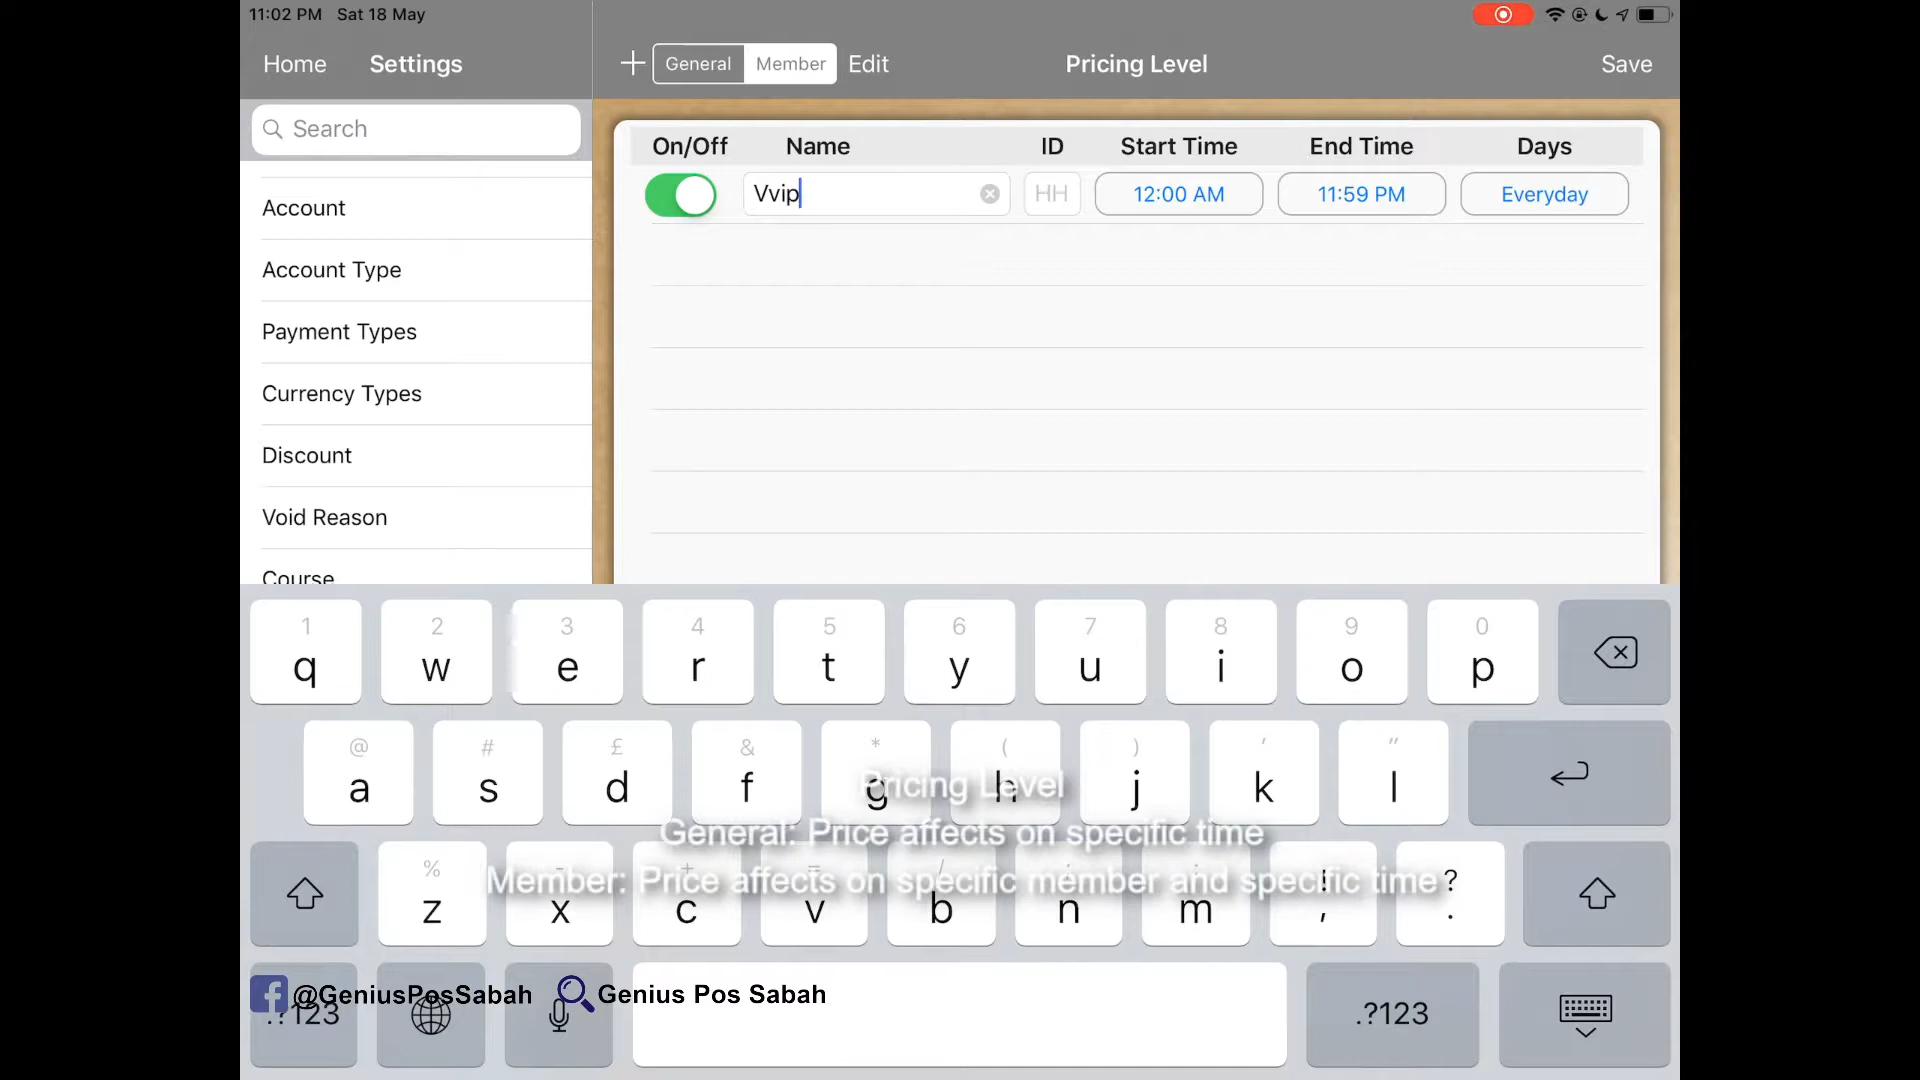 11:02 PM Sat 18 May
Home Settings
General Member Edit Pricing Level Save
Search
On/Off Name ID Start Time End Time Days
Vvip HH 12:00 AM 11:59 PM Everyday
Account
Account Type
Payment Types
Currency Types
Discount
Void Reason
Course
1 2 3 4 5 6 7 8 9 0
q w e r t y u i o p
@ # £ & * ( ) ' "
a s d f g h j k l
Pricing Level
General: Price affects on specific time
% - + = / ; : ! ?
Member: Price affects on specific member and specific time
z x c v b n m , .
@GeniusPosSabah Genius Pos Sabah
.?123 .?123